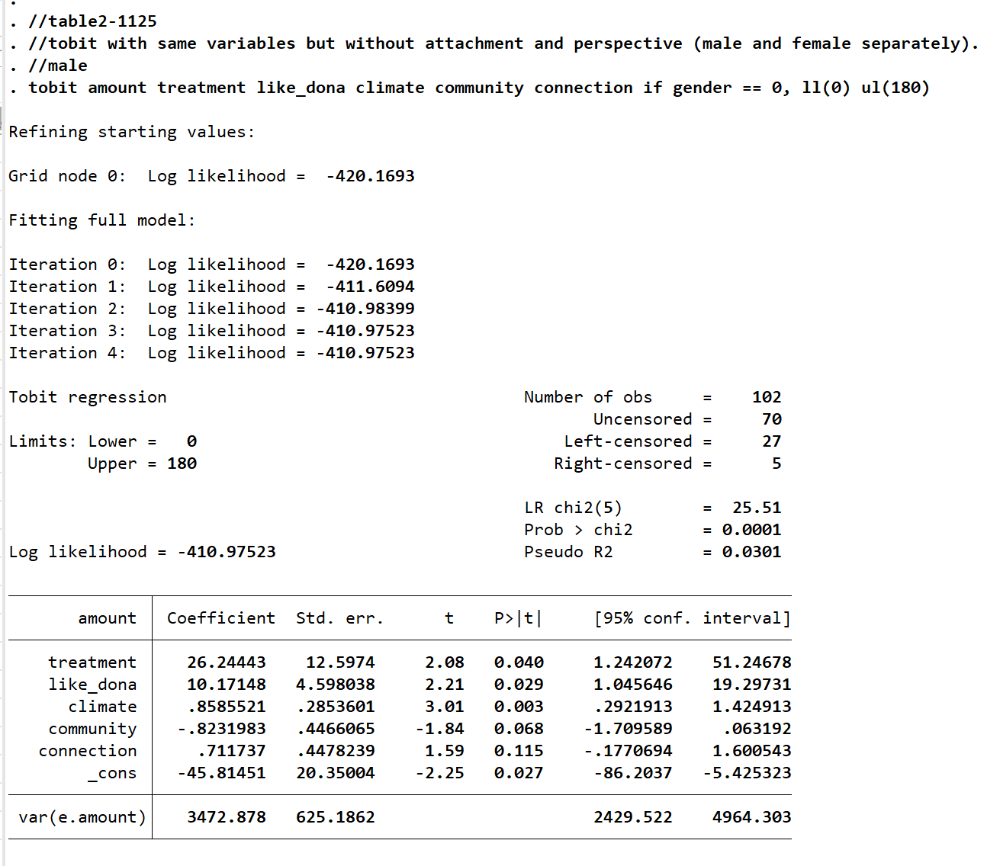 .
. //table2-1125
. //tobit with same variables but without attachment and perspective (male and female separately).
. //male
. tobit amount treatment like_dona climate community connection if gender == 0, ll(0) ul(180)
Refining starting values:
Grid node 0:  Log likelihood =  -420.1693
Fitting full model:
Iteration 0:  Log likelihood =  -420.1693
Iteration 1:  Log likelihood =  -411.6094
Iteration 2:  Log likelihood = -410.98399
Iteration 3:  Log likelihood = -410.97523
Iteration 4:  Log likelihood = -410.97523
Tobit regression                                    Number of obs     =    102
                                                           Uncensored =     70
Limits: Lower =   0                                     Left-censored =     27
        Upper = 180                                    Right-censored =      5
                                                    LR chi2(5)        =  25.51
                                                    Prob > chi2       = 0.0001
Log likelihood = -410.97523                         Pseudo R2         = 0.0301
       amount   Coefficient  Std. err.      t    P>|t|     [95% conf. interval]
    treatment     26.24443    12.5974     2.08   0.040     1.242072    51.24678
    like_dona     10.17148   4.598038     2.21   0.029     1.045646    19.29731
      climate     .8585521   .2853601     3.01   0.003     .2921913    1.424913
    community    -.8231983   .4466065    -1.84   0.068    -1.709589     .063192
   connection      .711737   .4478239     1.59   0.115    -.1770694    1.600543
        _cons    -45.81451   20.35004    -2.25   0.027     -86.2037   -5.425323
 var(e.amount)    3472.878   625.1862                      2429.522    4964.303